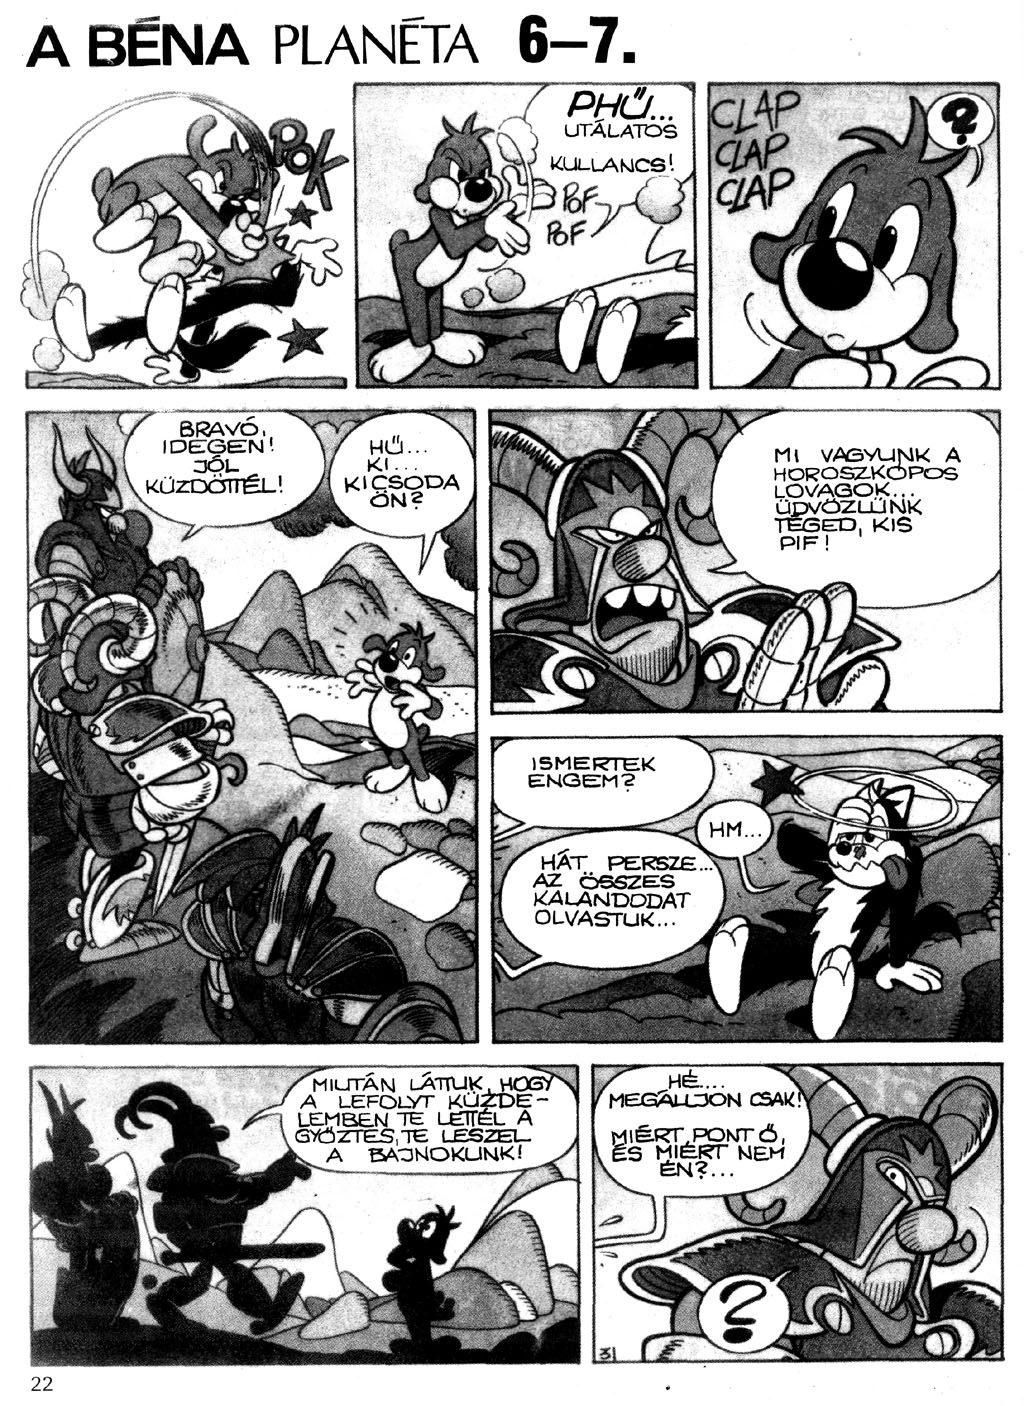 A BÉNA PLANÉTA 6–7.
POK
PHŰ...
UTÁLATOS
KULLANCS!
POF
POF
CLAP
CLAP
CLAP
?
BRAVÓ,
IDEGEN!
JÓL
KÜZDÖTTÉL!
HŰ...
KI...
KICSODA
ÖN?
MI VAGYUNK A
HOROSZKÓPOS
LOVAGOK...
ÜDVÖZLÜNK
TÉGED, KIS
PIF!
ISMERTEK
ENGEM?
HM...
HÁT PERSZE...
AZ ÖSSZES
KALANDODAT
OLVASTUK...
MIUTÁN LÁTTUK, HOGY
A LEFOLYT KÜZDE-
LEMBEN TE LETTÉL A
GYŐZTES, TE LESZEL
A BAJNOKUNK!
HÉ....
MEGÁLLJON CSAK!
MIÉRT PONT Ő,
ÉS MIÉRT NEM
ÉN?...
?
31
22